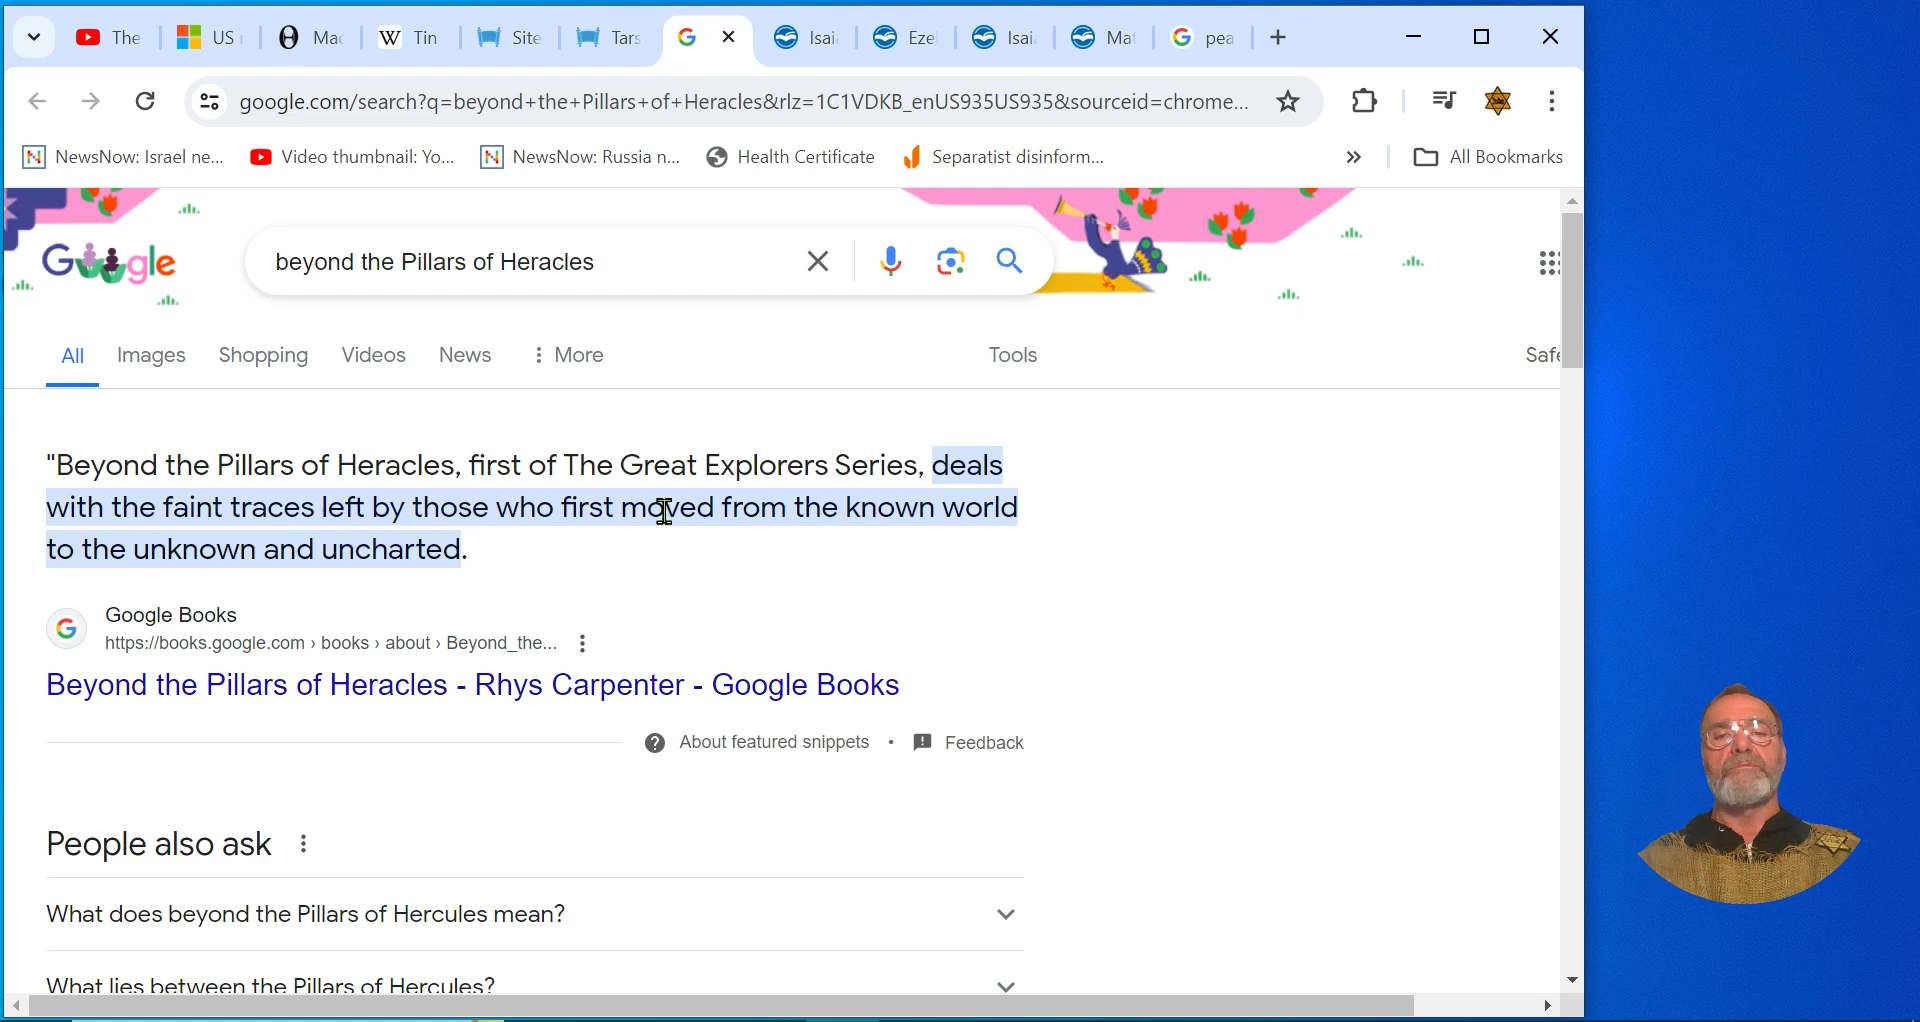 The
US
Mac
W Tin
Site
Tars
Isai
Eze
Isai
Mat
pea
google.com/search?q=beyond+the+Pillars+of+Heracles&rlz=1C1VDKB_enUS935US935&sourceid=chrome...
NewsNow: Israel ne...
Video thumbnail: Yo...
NewsNow: Russia n...
Health Certificate
Separatist disinform...
All Bookmarks
Google
beyond the Pillars of Heracles
All
Images
Shopping
Videos
News
More
Tools
Safe
"Beyond the Pillars of Heracles, first of The Great Explorers Series, deals
with the faint traces left by those who first moved from the known world
to the unknown and uncharted.
Google Books
https://books.google.com › books › about › Beyond_the...
Beyond the Pillars of Heracles - Rhys Carpenter - Google Books
About featured snippets • Feedback
People also ask
What does beyond the Pillars of Hercules mean?
What lies between the Pillars of Hercules?